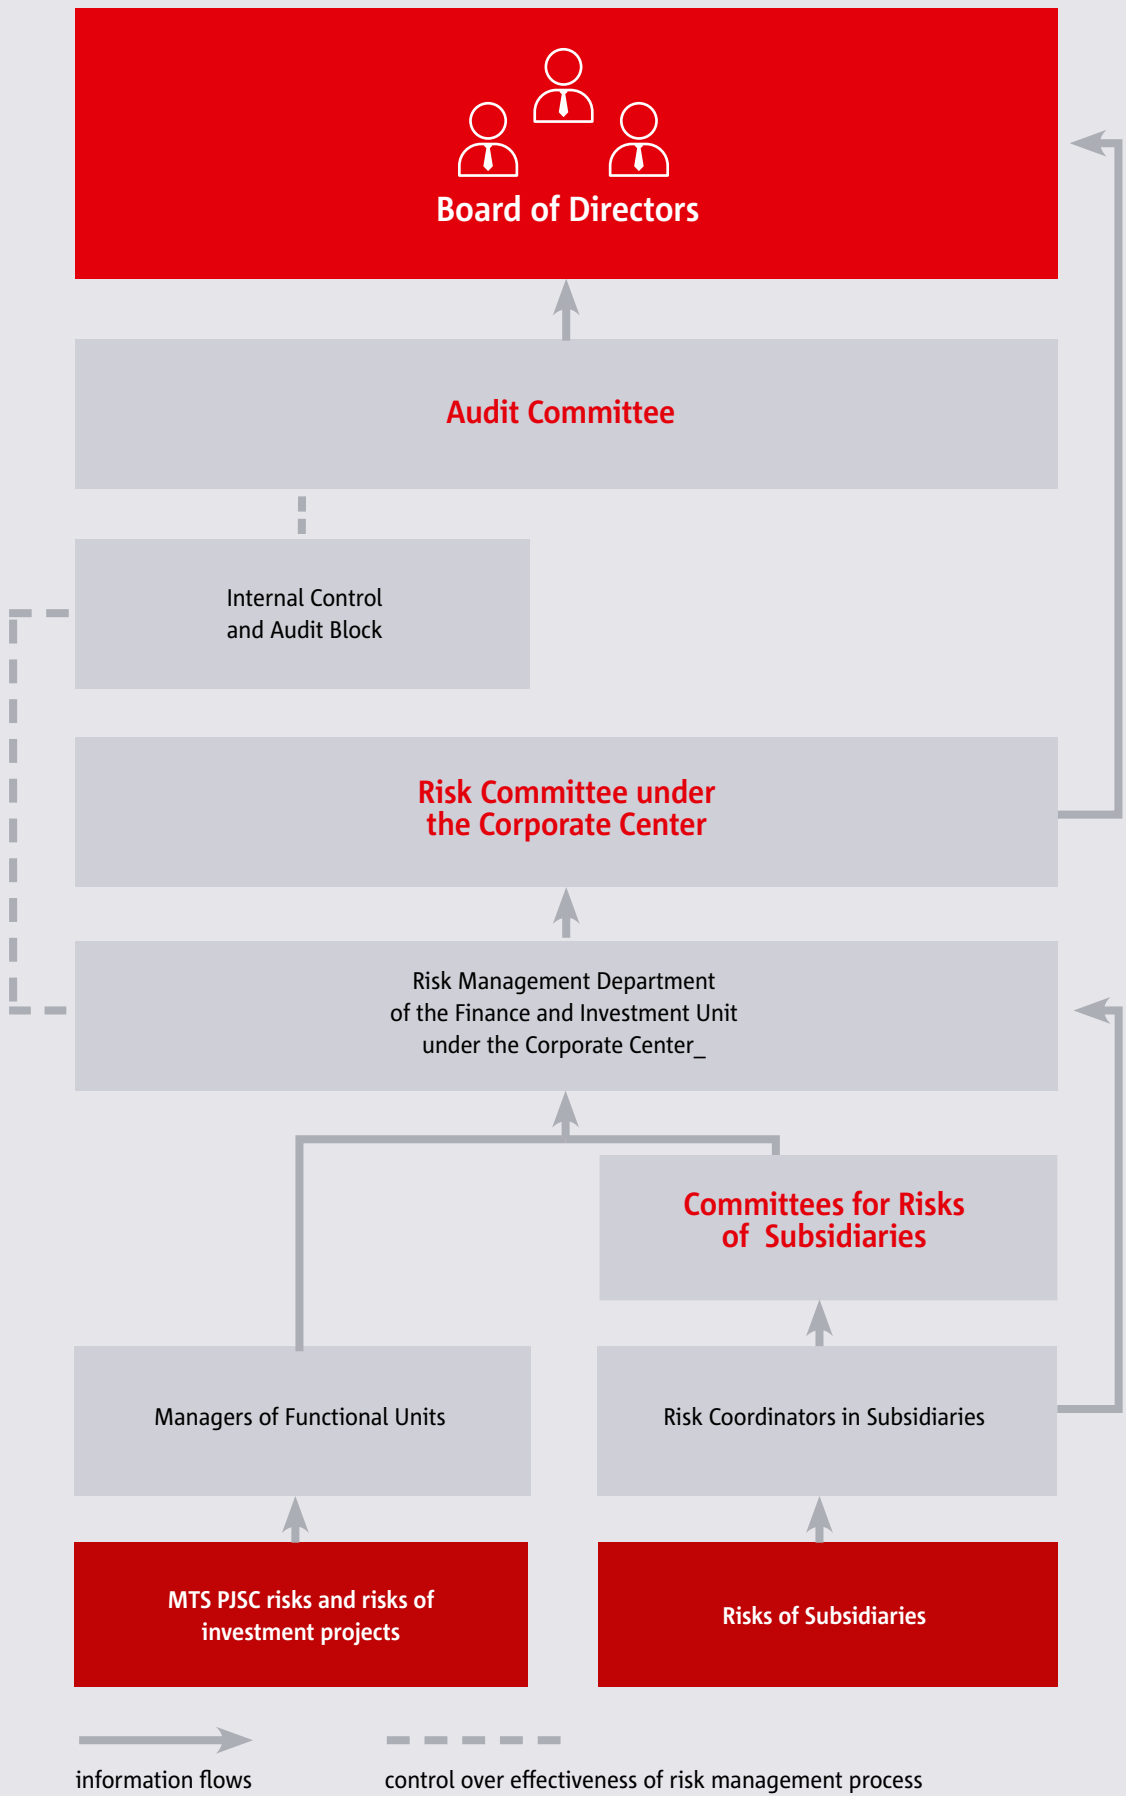 Board of Directors
Audit Committee
Internal Control
and Audit Block
Risk Committee under
the Corporate Center
Risk Management Department
of the Finance and Investment Unit
under the Corporate Center_
Committees for Risks
of  Subsidiaries
Managers of Functional Units
Risk Coordinators in Subsidiaries
MTS PJSC risks and risks of
investment projects
Risks of Subsidiaries
information flows
control over effectiveness of risk management process